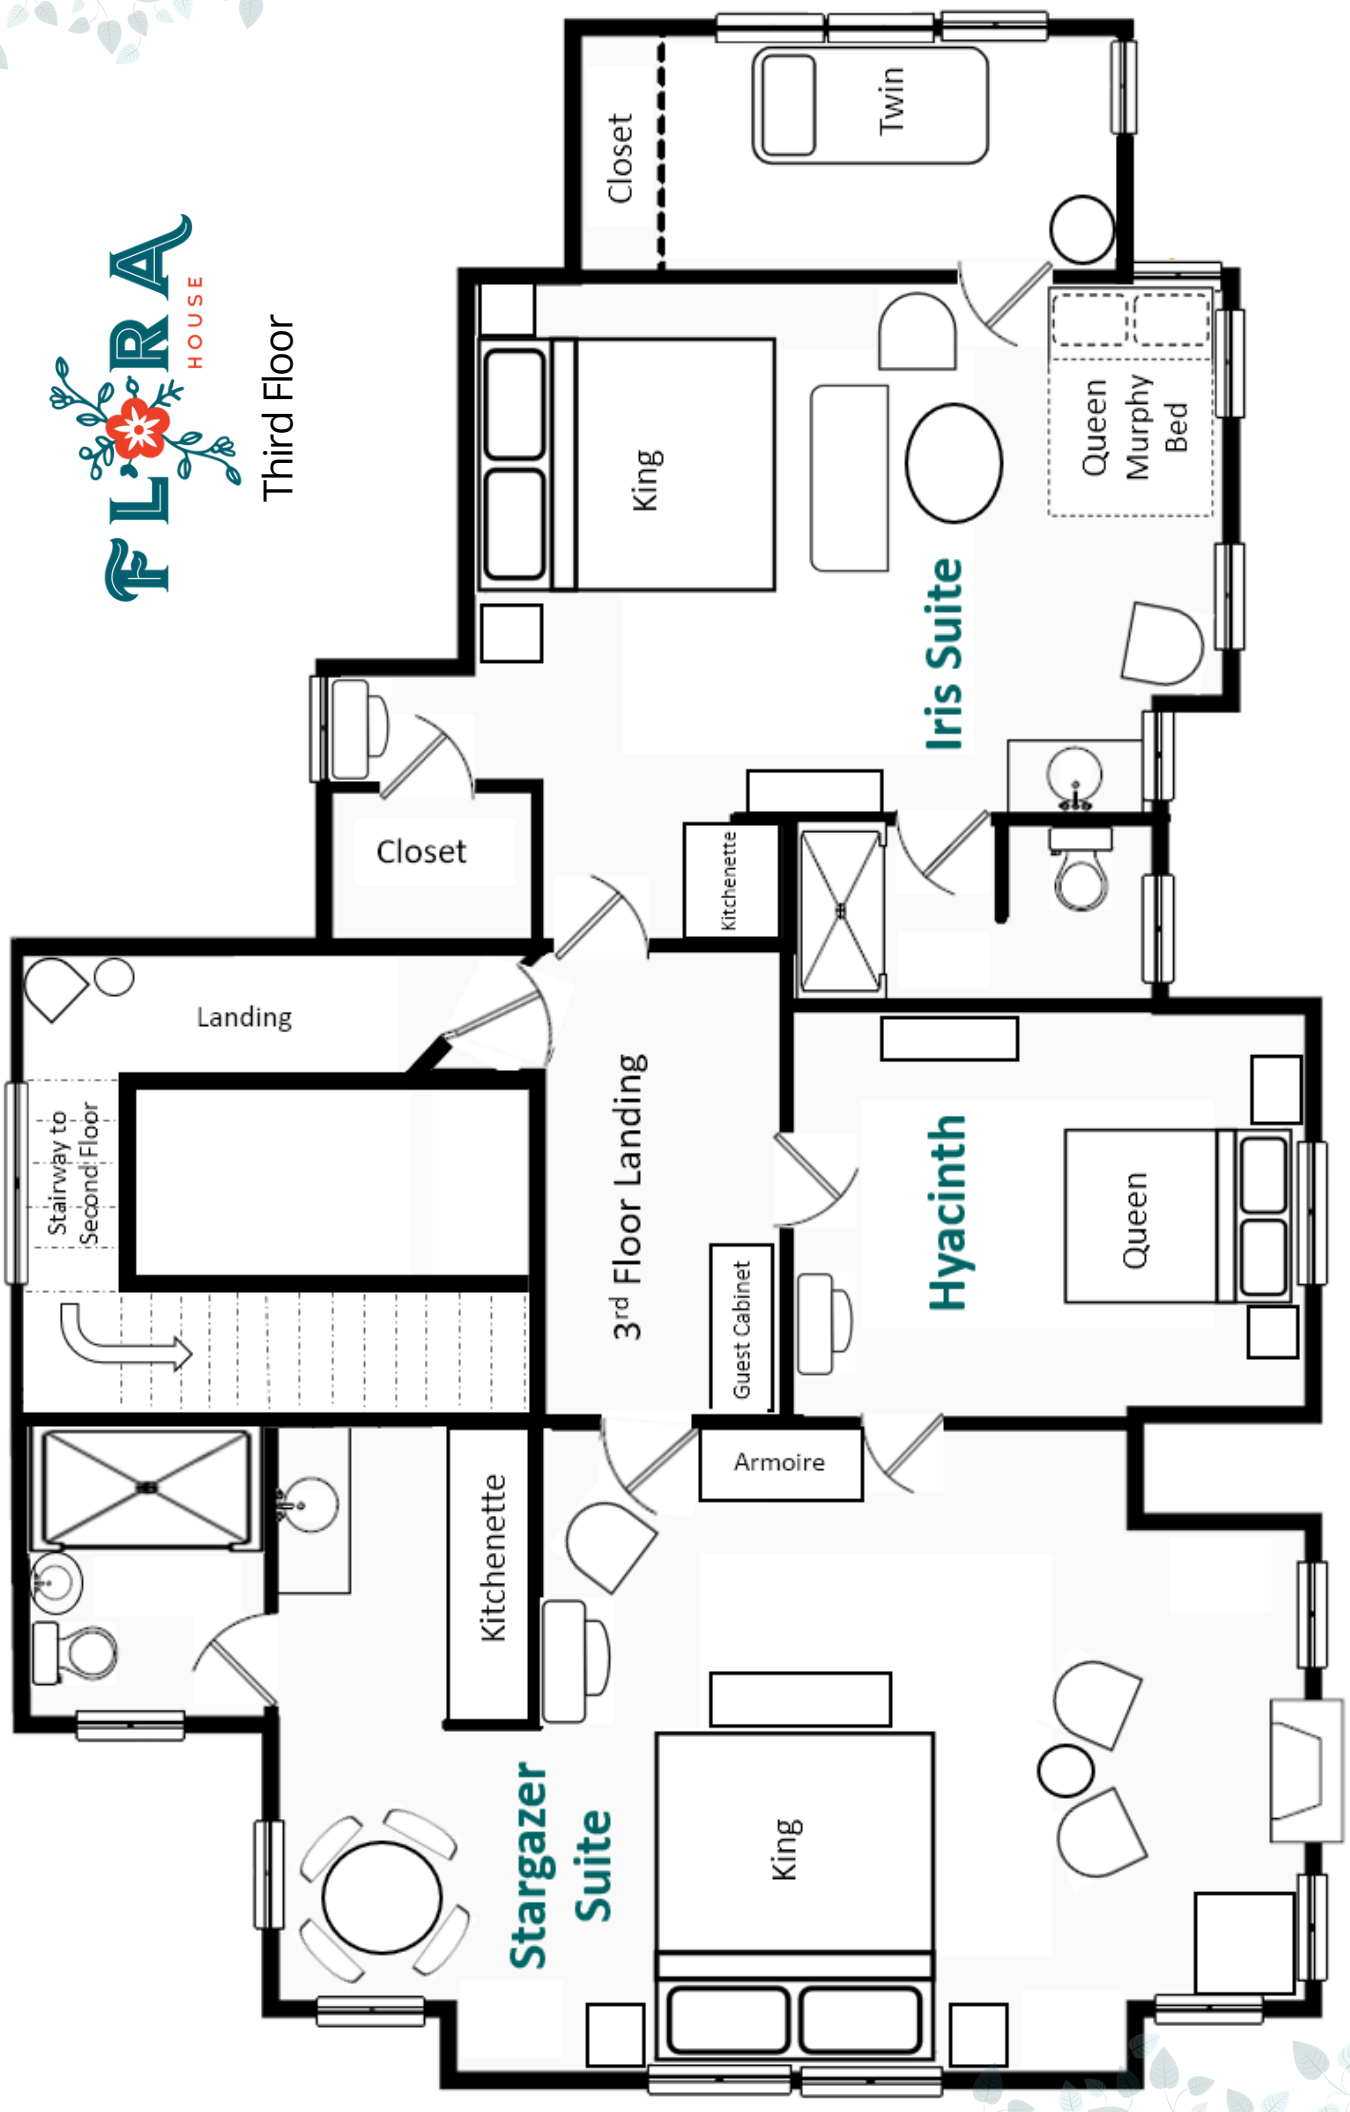 FLORA
HOUSE
Third Floor
Closet
Twin
King
Queen
Murphy
Bed
Iris Suite
Closet
Kitchenette
Landing
Stairway to
Second Floor
3rd Floor Landing
Guest Cabinet
Hyacinth
Queen
Armoire
Kitchenette
Stargazer
Suite
King